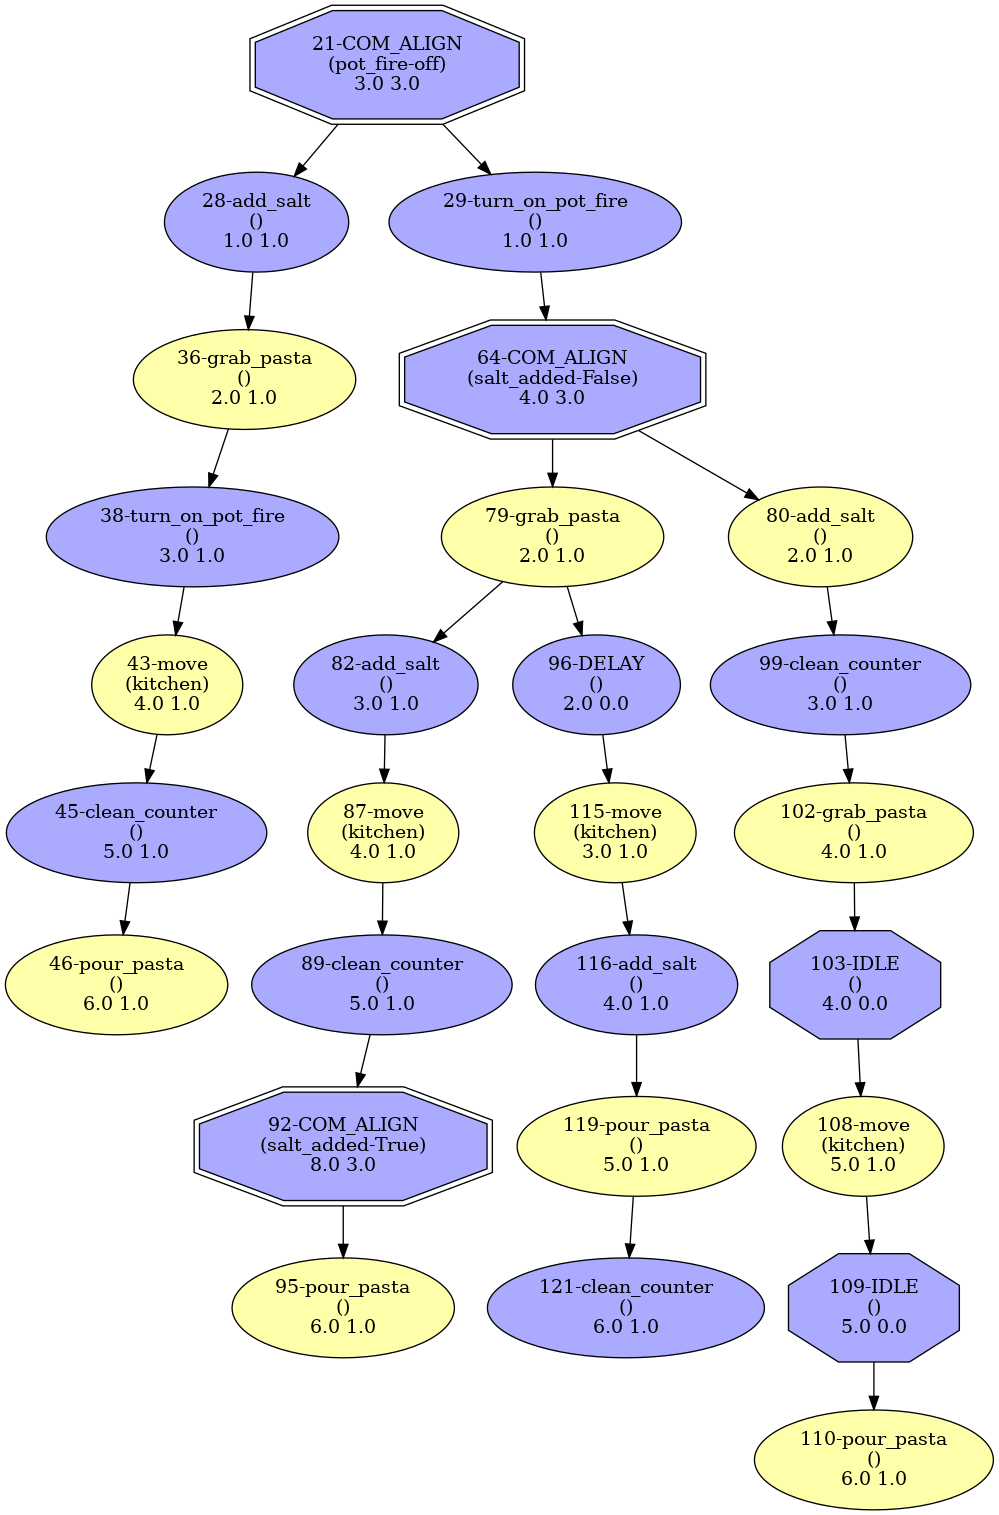 21-COM_ALIGN
(pot_fire-off)
3.0 3.0
28-add_salt
()
1.0 1.0
29-turn_on_pot_fire
()
1.0 1.0
36-grab_pasta
()
2.0 1.0
64-COM_ALIGN
(salt_added-False)
4.0 3.0
38-turn_on_pot_fire
()
3.0 1.0
79-grab_pasta
()
2.0 1.0
80-add_salt
()
2.0 1.0
43-move
(kitchen)
4.0 1.0
82-add_salt
()
3.0 1.0
96-DELAY
()
2.0 0.0
99-clean_counter
()
3.0 1.0
45-clean_counter
()
5.0 1.0
87-move
(kitchen)
4.0 1.0
115-move
(kitchen)
3.0 1.0
102-grab_pasta
()
4.0 1.0
46-pour_pasta
()
6.0 1.0
89-clean_counter
()
5.0 1.0
116-add_salt
()
4.0 1.0
103-IDLE
()
4.0 0.0
92-COM_ALIGN
(salt_added-True)
8.0 3.0
119-pour_pasta
()
5.0 1.0
108-move
(kitchen)
5.0 1.0
95-pour_pasta
()
6.0 1.0
121-clean_counter
()
6.0 1.0
109-IDLE
()
5.0 0.0
110-pour_pasta
()
6.0 1.0